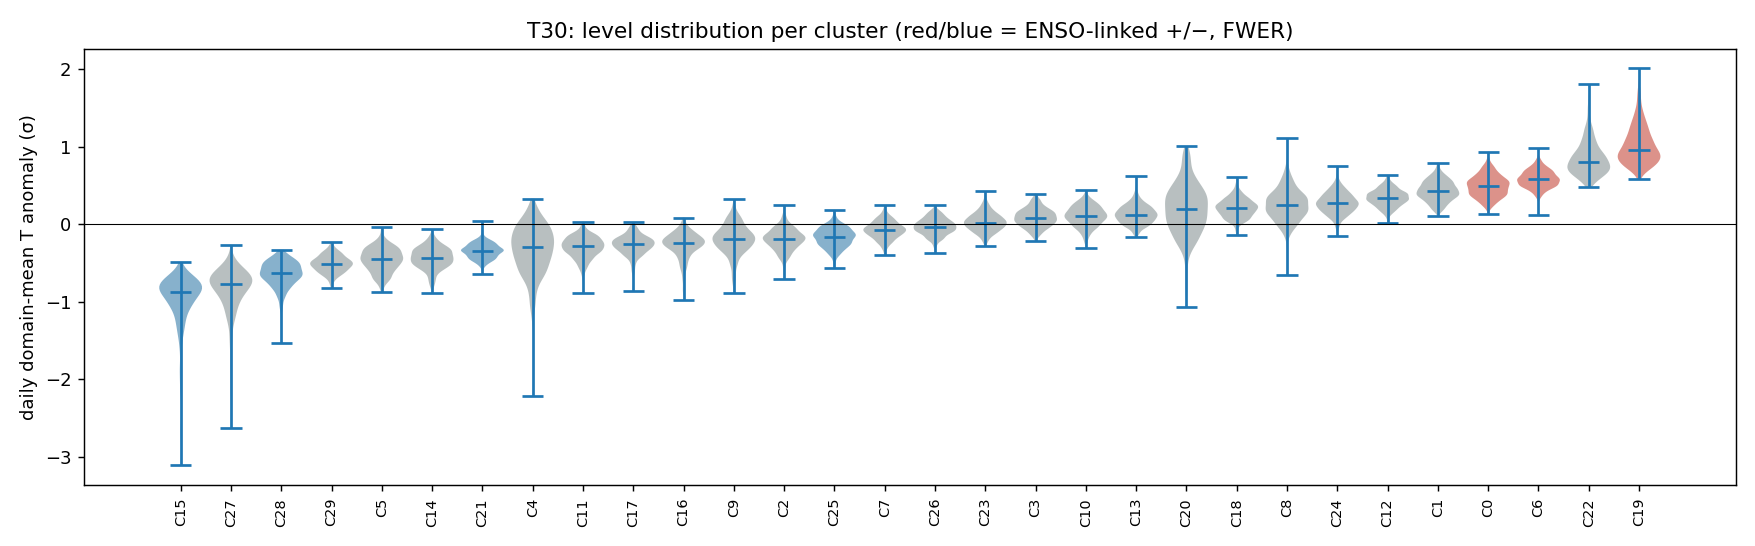 T30: level distribution per cluster (red/blue = ENSO-linked +/−, FWER)
daily domain-mean T anomaly (σ)
2
1
0
−1
−2
−3
C15 C27 C28 C29 C5 C14 C21 C4 C11 C17 C16 C9 C2 C25 C7 C26 C23 C3 C10 C13 C20 C18 C8 C24 C12 C1 C0 C6 C22 C19